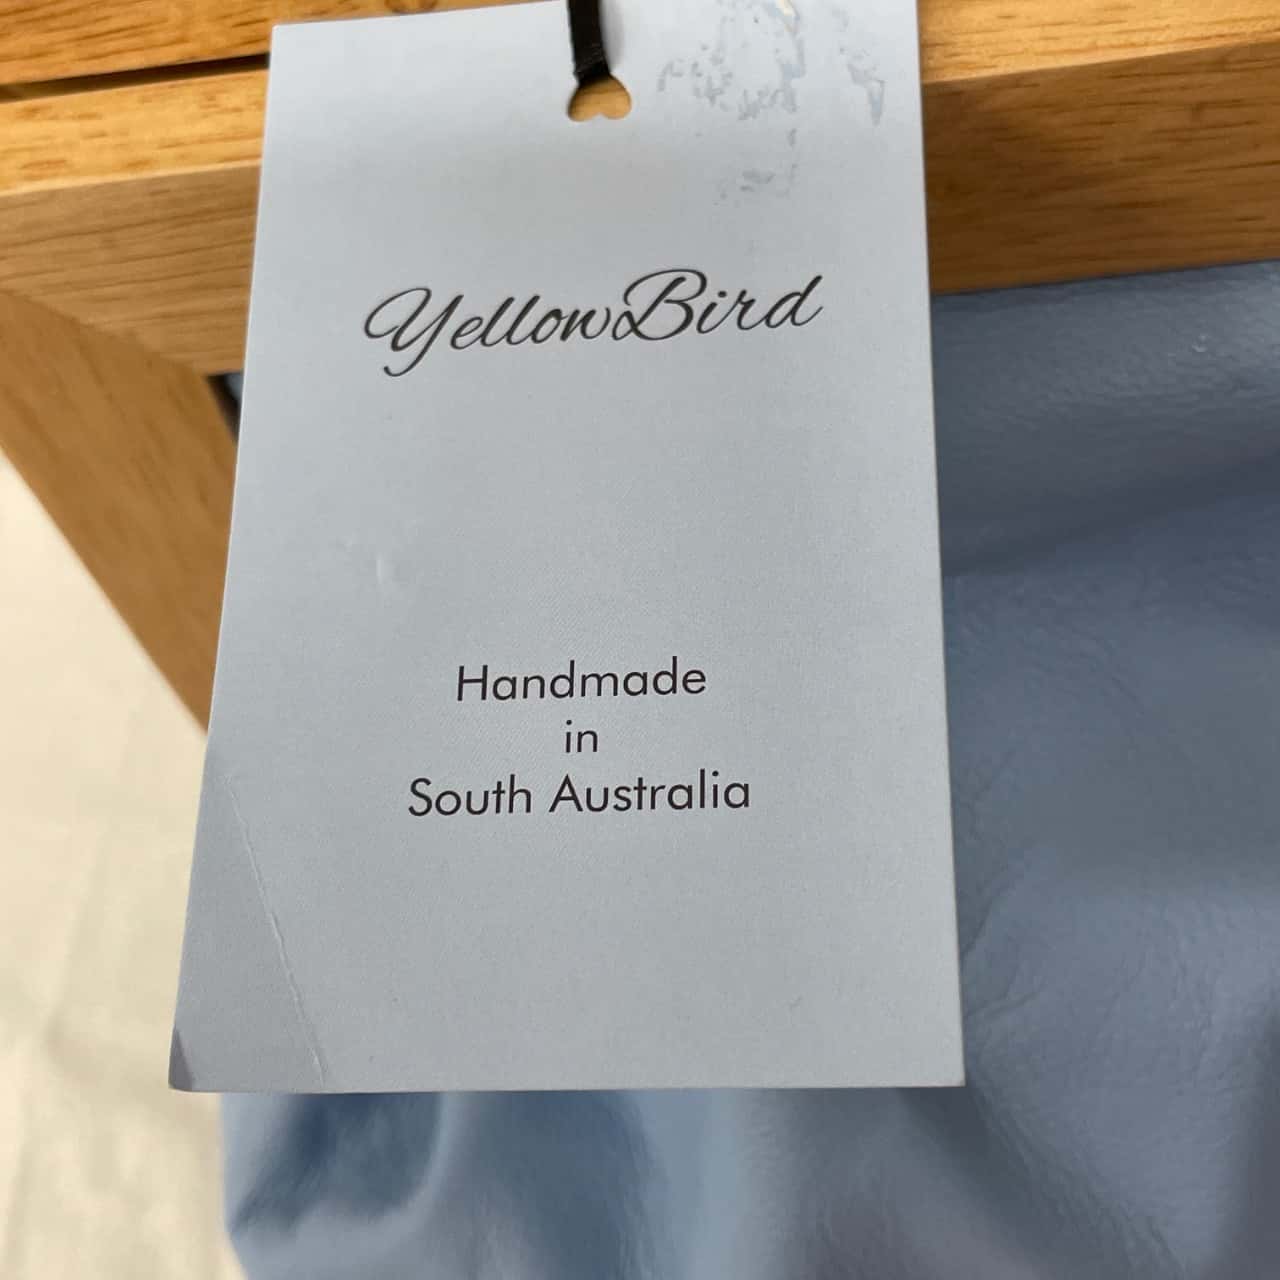 YellowBird
Handmade
in
South Australia